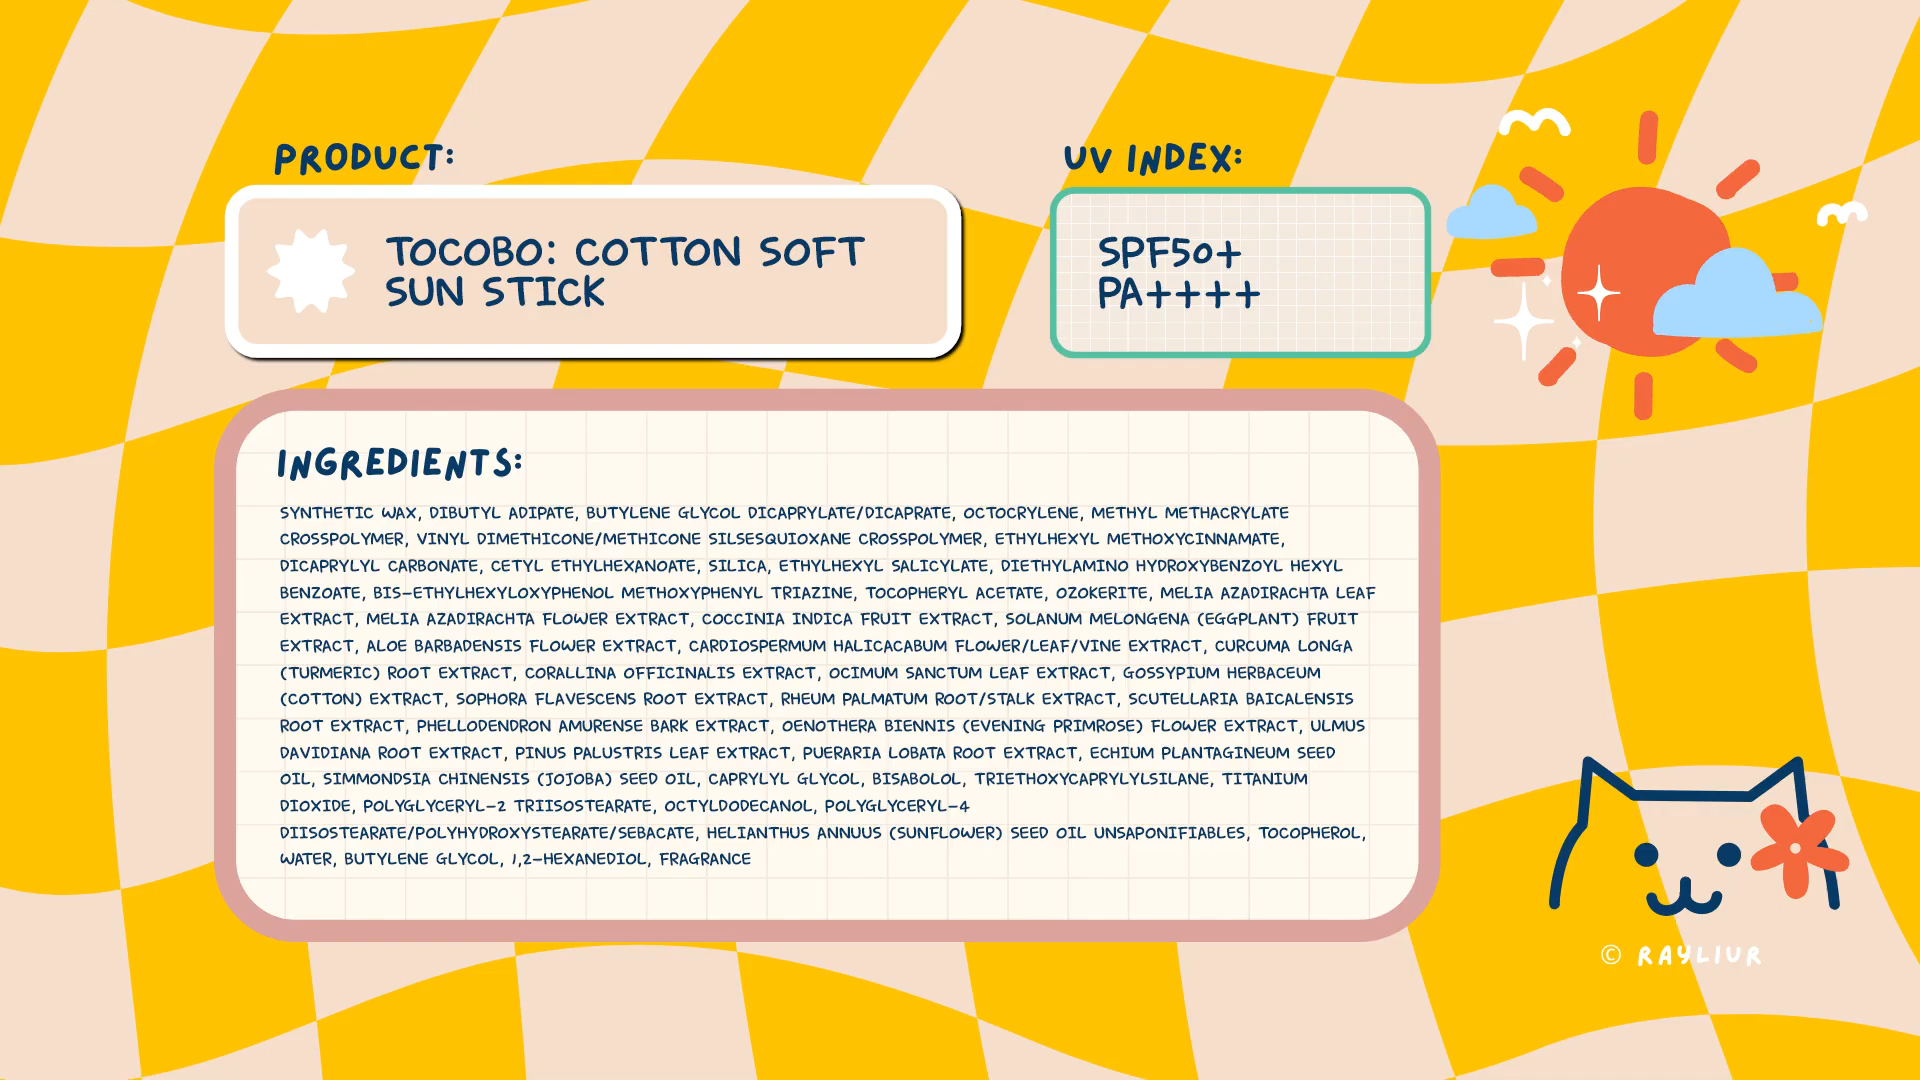 PRODUCT:
TOCOBO: COTTON SOFT
SUN STICK
UV INDEX:
SPF50+
PA++++
INGREDIENTS:
SYNTHETIC WAX, DIBUTYL ADIPATE, BUTYLENE GLYCOL DICAPRYLATE/DICAPRATE, OCTOCRYLENE, METHYL METHACRYLATE
CROSSPOLYMER, VINYL DIMETHICONE/METHICONE SILSESQUIOXANE CROSSPOLYMER, ETHYLHEXYL METHOXYCINNAMATE,
DICAPRYLYL CARBONATE, CETYL ETHYLHEXANOATE, SILICA, ETHYLHEXYL SALICYLATE, DIETHYLAMINO HYDROXYBENZOYL HEXYL
BENZOATE, BIS-ETHYLHEXYLOXYPHENOL METHOXYPHENYL TRIAZINE, TOCOPHERYL ACETATE, OZOKERITE, MELIA AZADIRACHTA LEAF
EXTRACT, MELIA AZADIRACHTA FLOWER EXTRACT, COCCINIA INDICA FRUIT EXTRACT, SOLANUM MELONGENA (EGGPLANT) FRUIT
EXTRACT, ALOE BARBADENSIS FLOWER EXTRACT, CARDIOSPERMUM HALICACABUM FLOWER/LEAF/VINE EXTRACT, CURCUMA LONGA
(TURMERIC) ROOT EXTRACT, CORALLINA OFFICINALIS EXTRACT, OCIMUM SANCTUM LEAF EXTRACT, GOSSYPIUM HERBACEUM
(COTTON) EXTRACT, SOPHORA FLAVESCENS ROOT EXTRACT, RHEUM PALMATUM ROOT/STALK EXTRACT, SCUTELLARIA BAICALENSIS
ROOT EXTRACT, PHELLODENDRON AMURENSE BARK EXTRACT, OENOTHERA BIENNIS (EVENING PRIMROSE) FLOWER EXTRACT, ULMUS
DAVIDIANA ROOT EXTRACT, PINUS PALUSTRIS LEAF EXTRACT, PUERARIA LOBATA ROOT EXTRACT, ECHIUM PLANTAGINEUM SEED
OIL, SIMMONDSIA CHINENSIS (JOJOBA) SEED OIL, CAPRYLYL GLYCOL, BISABOLOL, TRIETHOXYCAPRYLYLSILANE, TITANIUM
DIOXIDE, POLYGLYCERYL-2 TRIISOSTEARATE, OCTYLDODECANOL, POLYGLYCERYL-4
DIISOSTEARATE/POLYHYDROXYSTEARATE/SEBACATE, HELIANTHUS ANNUUS (SUNFLOWER) SEED OIL UNSAPONIFIABLES, TOCOPHEROL,
WATER, BUTYLENE GLYCOL, 1,2-HEXANEDIOL, FRAGRANCE
© RAYLIUR